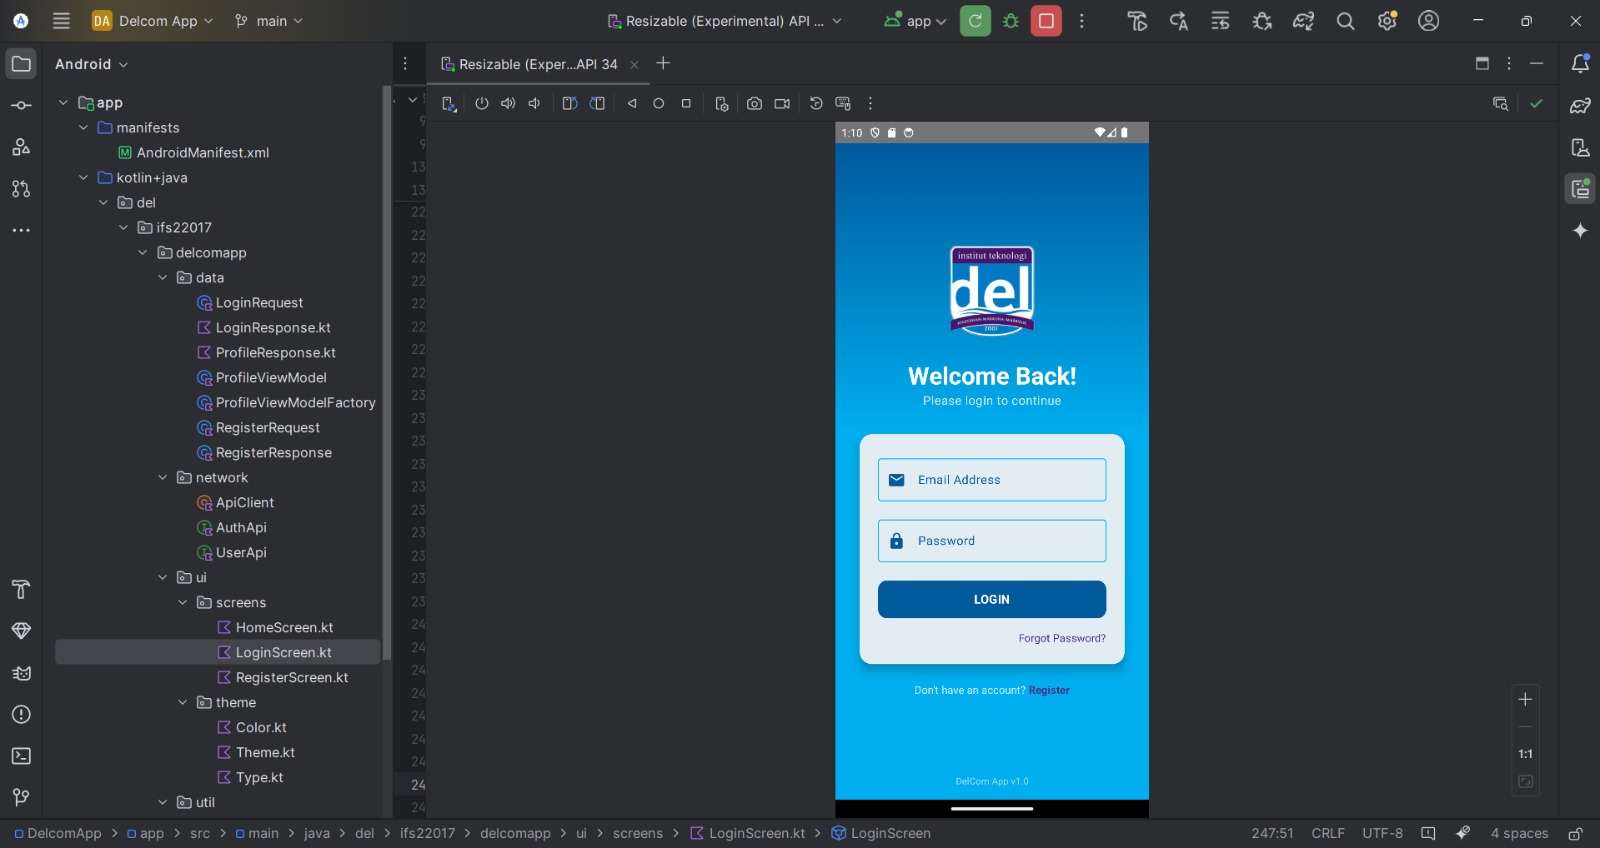 DA Delcom App main Resizable (Experimental) API ... app
Android
Resizable (Exper...API 34
app
manifests
AndroidManifest.xml
kotlin+java
del
ifs22017
delcomapp
data
LoginRequest
LoginResponse.kt
ProfileResponse.kt
ProfileViewModel
ProfileViewModelFactory
RegisterRequest
RegisterResponse
network
ApiClient
AuthApi
UserApi
ui
screens
HomeScreen.kt
LoginScreen.kt
RegisterScreen.kt
theme
Color.kt
Theme.kt
Type.kt
util
1:10
institut teknologi
del
2001
Welcome Back!
Please login to continue
Email Address
Password
LOGIN
Forgot Password?
Don't have an account? Register
DelCom App v1.0
1:1
DelcomApp > app > src > main > java > del > ifs22017 > delcomapp > ui > screens > LoginScreen.kt > LoginScreen
247:51 CRLF UTF-8 4 spaces